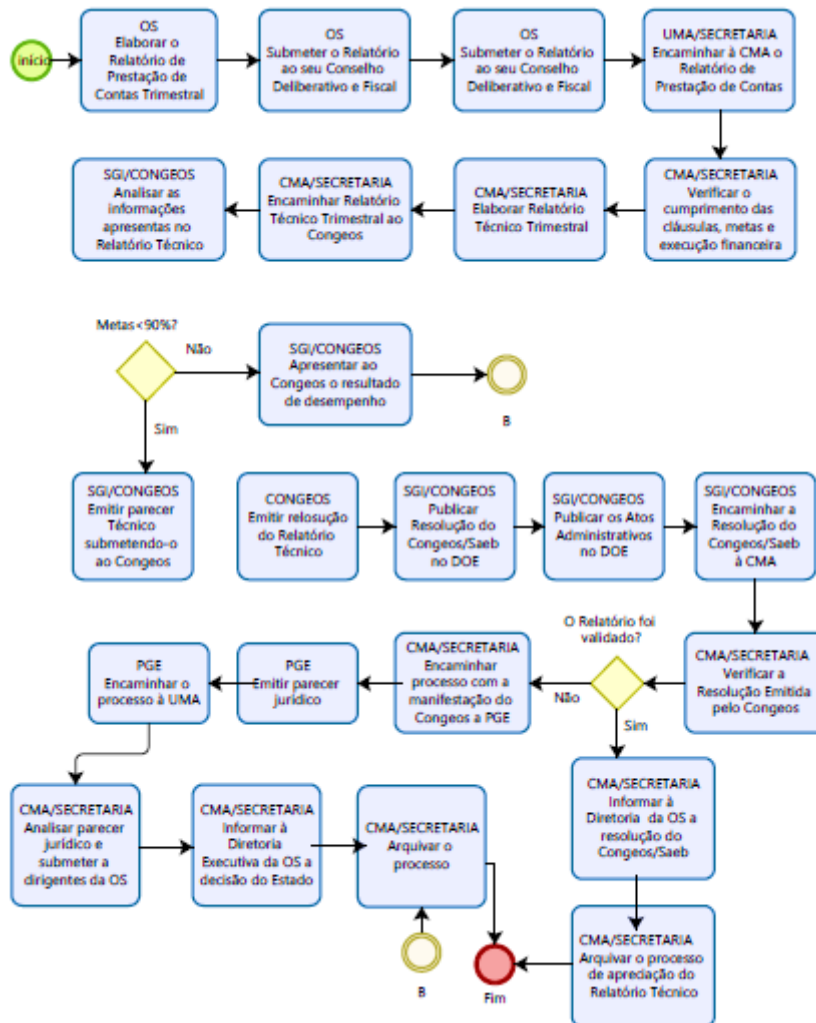 início
OS
Elaborar o
Relatório de
Prestação de
Contas Trimestral
OS
Submeter o Relatório
ao seu Conselho
Deliberativo e Fiscal
OS
Submeter o Relatório
ao seu Conselho
Deliberativo e Fiscal
UMA/SECRETARIA
Encaminhar à CMA o
Relatório de
Prestação de Contas
SGI/CONGEOS
Analisar as
informações
apresentas no
Relatório Técnico
CMA/SECRETARIA
Encaminhar Relatório
Técnico Trimestral ao
Congeos
CMA/SECRETARIA
Elaborar Relatório
Técnico Trimestral
CMA/SECRETARIA
Verificar o
cumprimento das
cláusulas, metas e
execução financeira
Metas<90%?
Não
Sim
SGI/CONGEOS
Apresentar ao
Congeos o resultado
de desempenho
B
SGI/CONGEOS
Emitir parecer
Técnico
submetendo-o
ao Congeos
CONGEOS
Emitir relosução
do Relatório
Técnico
SGI/CONGEOS
Publicar
Resolução do
Congeos/Saeb
no DOE
SGI/CONGEOS
Publicar os Atos
Administrativos
no DOE
SGI/CONGEOS
Encaminhar a
Resolução do
Congeos/Saeb
à CMA
PGE
Encaminhar o
processo à UMA
PGE
Emitir parecer
jurídico
CMA/SECRETARIA
Encaminhar
processo com a
manifestação do
Congeos a PGE
O Relatório foi
validado?
Não
Sim
CMA/SECRETARIA
Verificar a
Resolução Emitida
pelo Congeos
CMA/SECRETARIA
Analisar parecer
jurídico e
submeter a
dirigentes da OS
CMA/SECRETARIA
Informar à
Diretoria
Executiva da OS a
decisão do Estado
CMA/SECRETARIA
Arquivar o
processo
CMA/SECRETARIA
Informar à
Diretoria da OS a
resolução do
Congeos/Saeb
B
Fim
CMA/SECRETARIA
Arquivar o processo
de apreciação do
Relatório Técnico